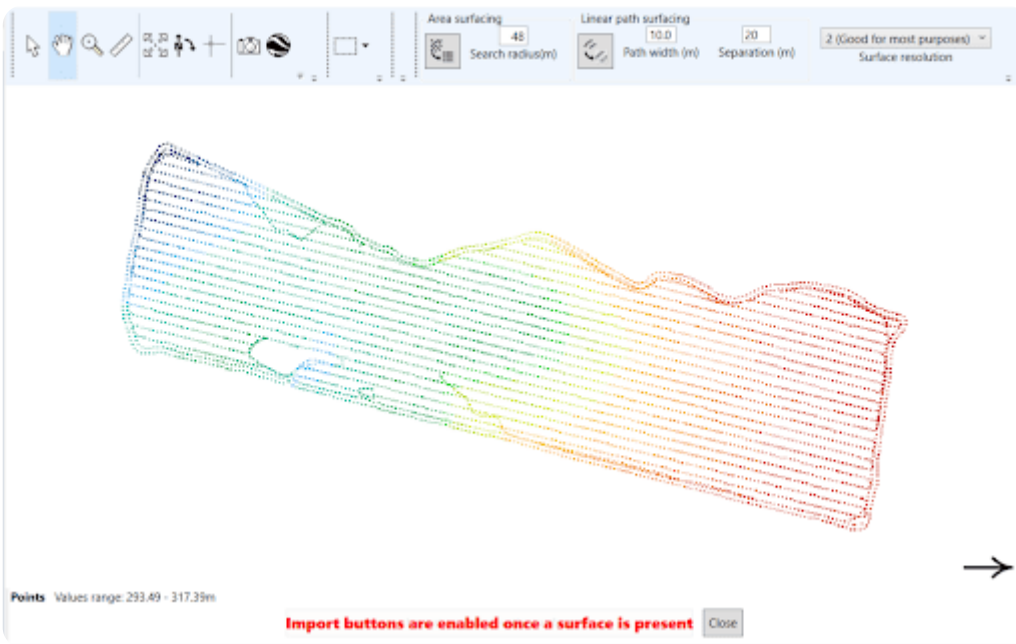 Area surfacing
48
Search radius(m)
Linear path surfacing
10.0
Path width (m)
20
Separation (m)
2 (Good for most purposes)
Surface resolution
Points Values range: 293.49 - 317.39m
Import buttons are enabled once a surface is present
Close